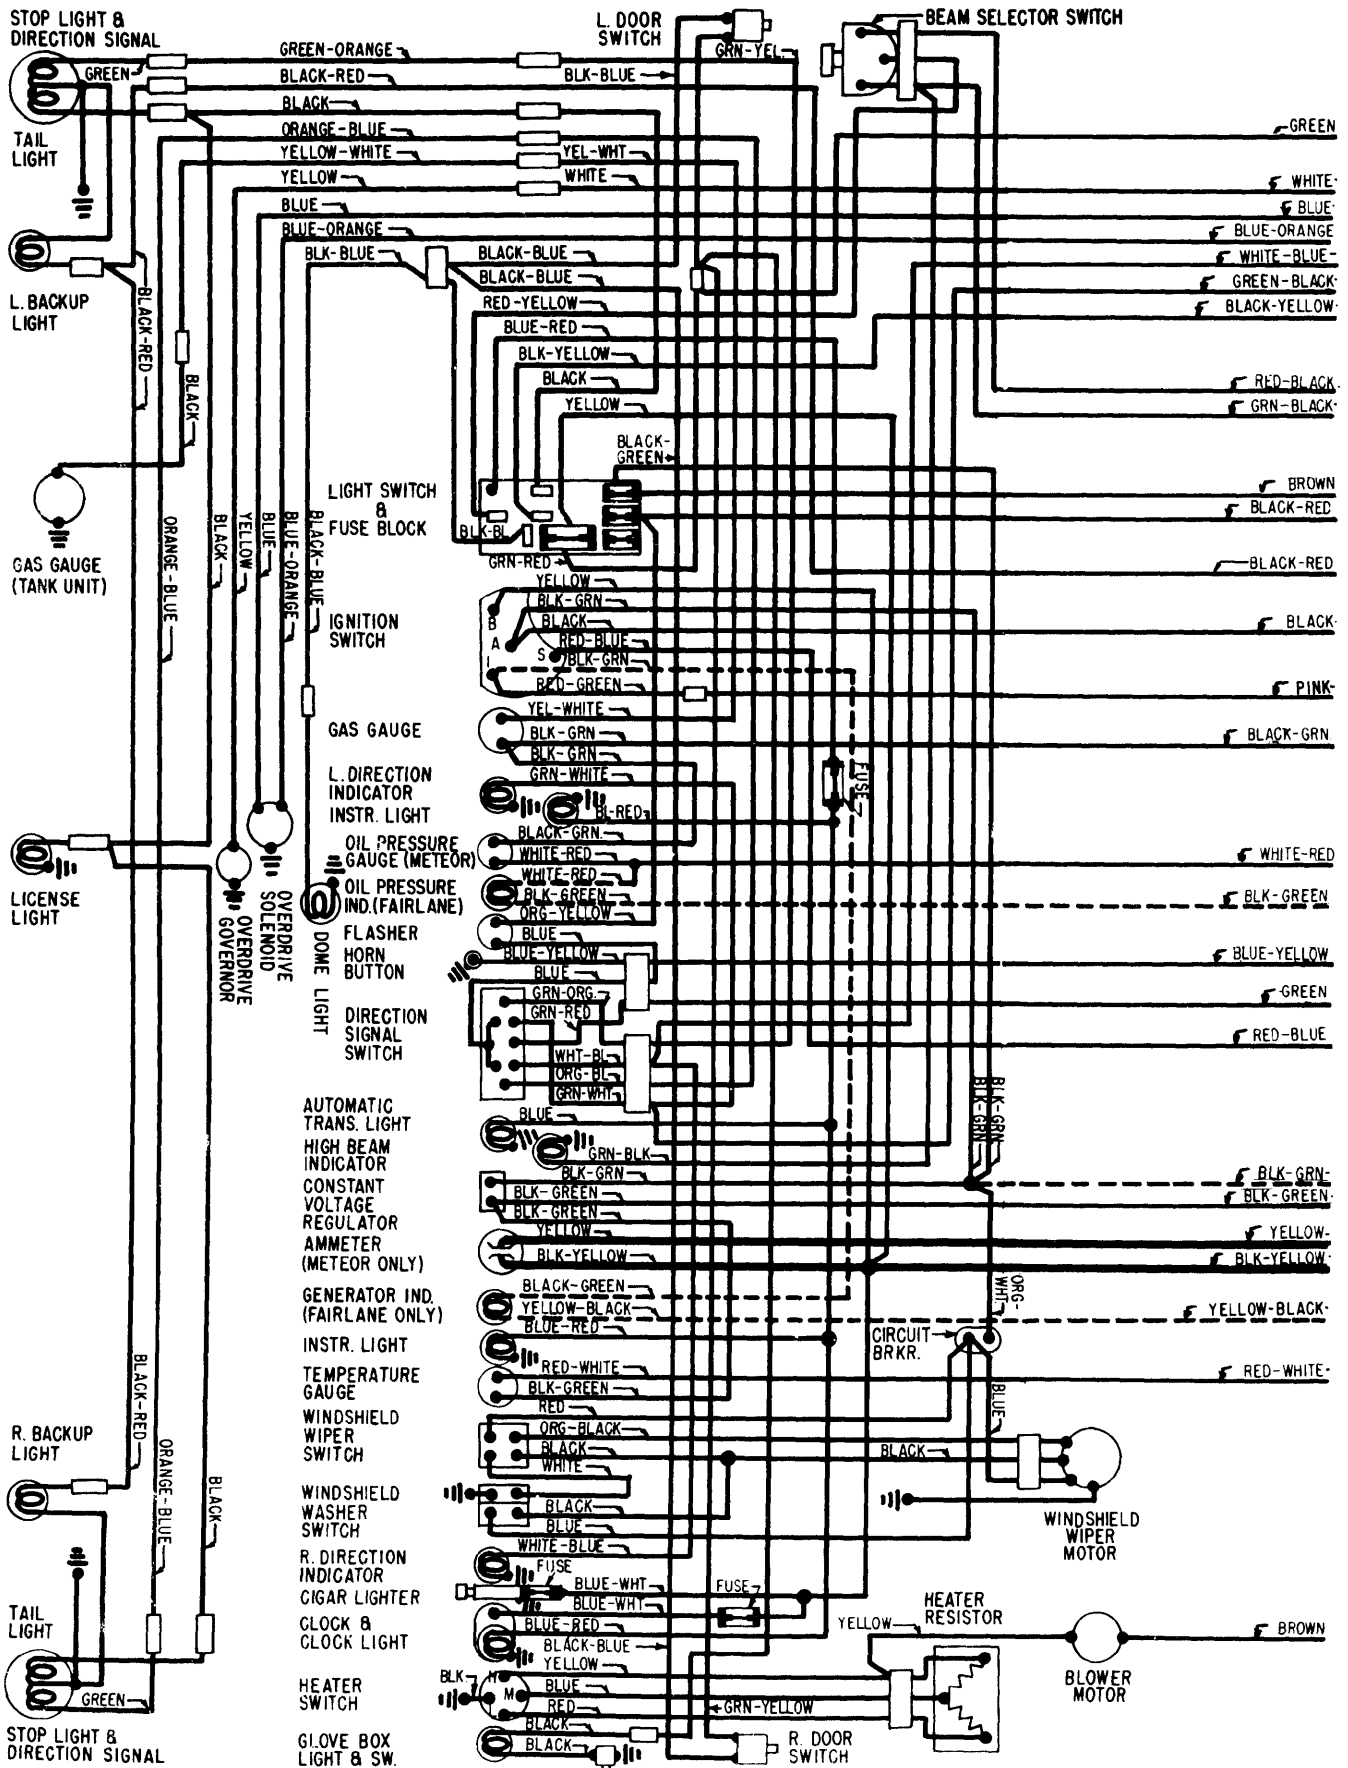 STOP LIGHT &
DIRECTION SIGNAL
GREEN
GREEN-ORANGE
BLACK-RED
BLACK
ORANGE-BLUE
YELLOW-WHITE
YELLOW
BLUE
BLUE-ORANGE
BLK-BLUE
L. DOOR
SWITCH
GRN-YEL.
BLK-BLUE
BEAM SELECTOR SWITCH
TAIL
LIGHT
YEL-WHT
WHITE
GREEN
WHITE-
BLUE-
BLUE-ORANGE
WHITE-BLUE-
GREEN-BLACK-
BLACK-YELLOW-
RED-BLACK-
GRN-BLACK-
BROWN
BLACK-RED
BLACK-RED
BLACK-
PINK-
BLACK-GRN.
WHITE-RED
BLK-GREEN
BLUE-YELLOW
GREEN
RED-BLUE
BLK-GRN-
BLK-GREEN-
YELLOW-
BLK-YELLOW-
YELLOW-BLACK-
RED-WHITE-
BROWN
L. BACKUP
LIGHT
BLACK-RED
BLACK
BLACK-BLUE
BLACK-BLUE
RED-YELLOW
BLUE-RED
BLK-YELLOW
BLACK
YELLOW
BLACK-
GREEN
GAS GAUGE
(TANK UNIT)
ORANGE-BLUE
BLACK
YELLOW
BLUE
BLUE-ORANGE
BLACK-BLUE
LIGHT SWITCH
&
FUSE BLOCK
BLK-BL
GRN-RED
IGNITION
SWITCH
B
A
S
I
YELLOW
BLK-GRN
BLACK
RED-BLUE
BLK-GRN
RED-GREEN
GAS GAUGE
YEL-WHITE
BLK-GRN
BLK-GRN
L. DIRECTION
INDICATOR
GRN-WHITE
INSTR. LIGHT
BL-RED
FUSE
OIL PRESSURE
GAUGE (METEOR)
BLACK-GRN.
WHITE-RED
OIL PRESSURE
IND. (FAIRLANE)
WHITE-RED
BLK-GREEN
FLASHER
ORG-YELLOW
BLUE
HORN
BUTTON
BLUE-YELLOW
BLUE
DIRECTION
SIGNAL
SWITCH
GRN-ORG.
GRN-RED
WHT-BL
ORG-BL
GRN-WHT
LICENSE
LIGHT
OVERDRIVE
GOVERNOR
OVERDRIVE
SOLENOID
DOME LIGHT
AUTOMATIC
TRANS. LIGHT
BLUE
HIGH BEAM
INDICATOR
GRN-BLK
BLK-GRN
BLK-GRN
CONSTANT
VOLTAGE
REGULATOR
BLK-GRN
BLK-GREEN
BLK-GREEN
AMMETER
(METEOR ONLY)
YELLOW
BLK-YELLOW
GENERATOR IND.
(FAIRLANE ONLY)
BLACK-GREEN
YELLOW-BLACK
INSTR. LIGHT
BLUE-RED
ORG-
WHT
CIRCUIT
BRKR.
TEMPERATURE
GAUGE
RED-WHITE
BLK-GREEN
WINDSHIELD
WIPER
SWITCH
RED
ORG-BLACK
BLACK
WHITE
BLUE
BLACK
WINDSHIELD
WIPER
MOTOR
R. BACKUP
LIGHT
BLACK-RED
ORANGE-BLUE
BLACK
WINDSHIELD
WASHER
SWITCH
BLACK
BLUE
R. DIRECTION
INDICATOR
WHITE-BLUE
CIGAR LIGHTER
FUSE
BLUE-WHT
CLOCK &
CLOCK LIGHT
BLUE-WHT
FUSE
BLUE-RED
BLACK-BLUE
HEATER
RESISTOR
YELLOW
BLOWER
MOTOR
HEATER
SWITCH
BLK
H
M
L
YELLOW
BLUE
RED
GRN-YELLOW
GLOVE BOX
LIGHT & SW.
BLACK
BLACK
R. DOOR
SWITCH
TAIL
LIGHT
GREEN
STOP LIGHT &
DIRECTION SIGNAL